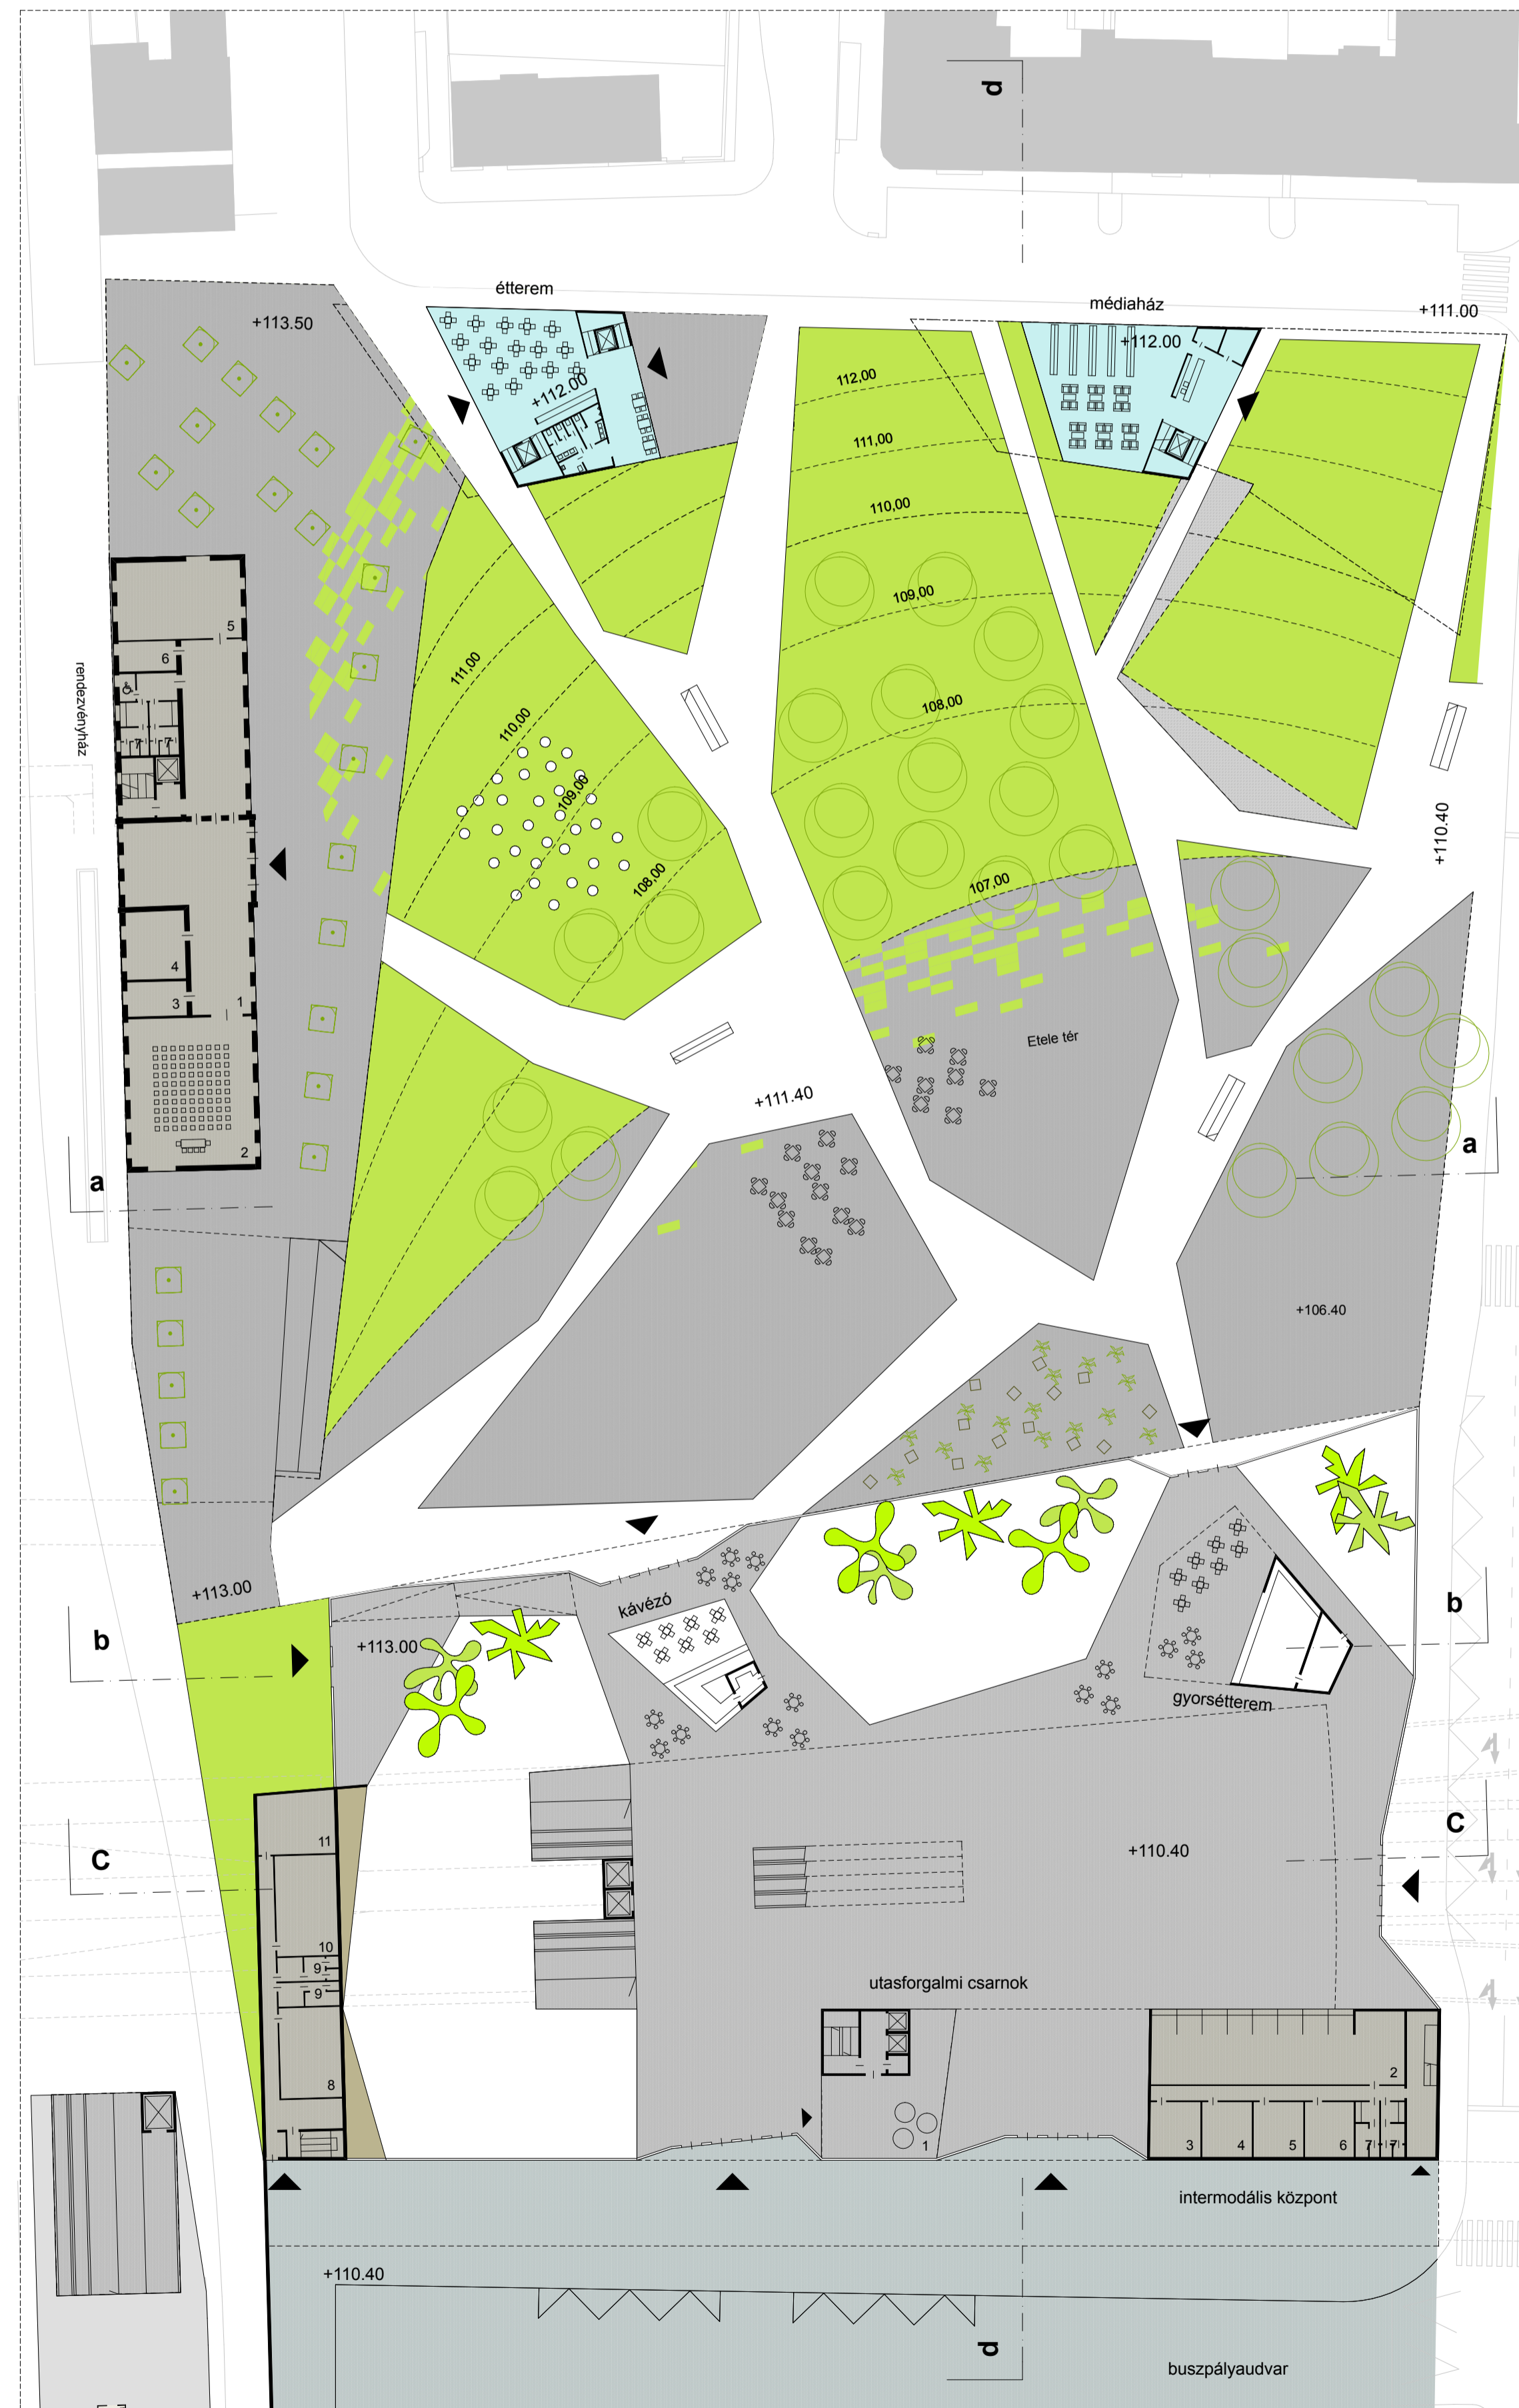 d
étterem
médiaház
+111.00
+113.50
+112.00
112,00
+112.00
111,00
110,00
109,00
5
6
rendezvényház
111,00
7
7
110,00
108,00
109,00
+110.40
108,00
107,00
4
3
1
Etele tér
+111.40
2
a
a
+106.40
+113.00
kávézó
b
b
+113.00
gyorsétterem
C
C
11
+110.40
10
9
9
utasforgalmi csarnok
8
2
1
3
4
5
6
7
7
intermodális központ
+110.40
d
buszpályaudvar